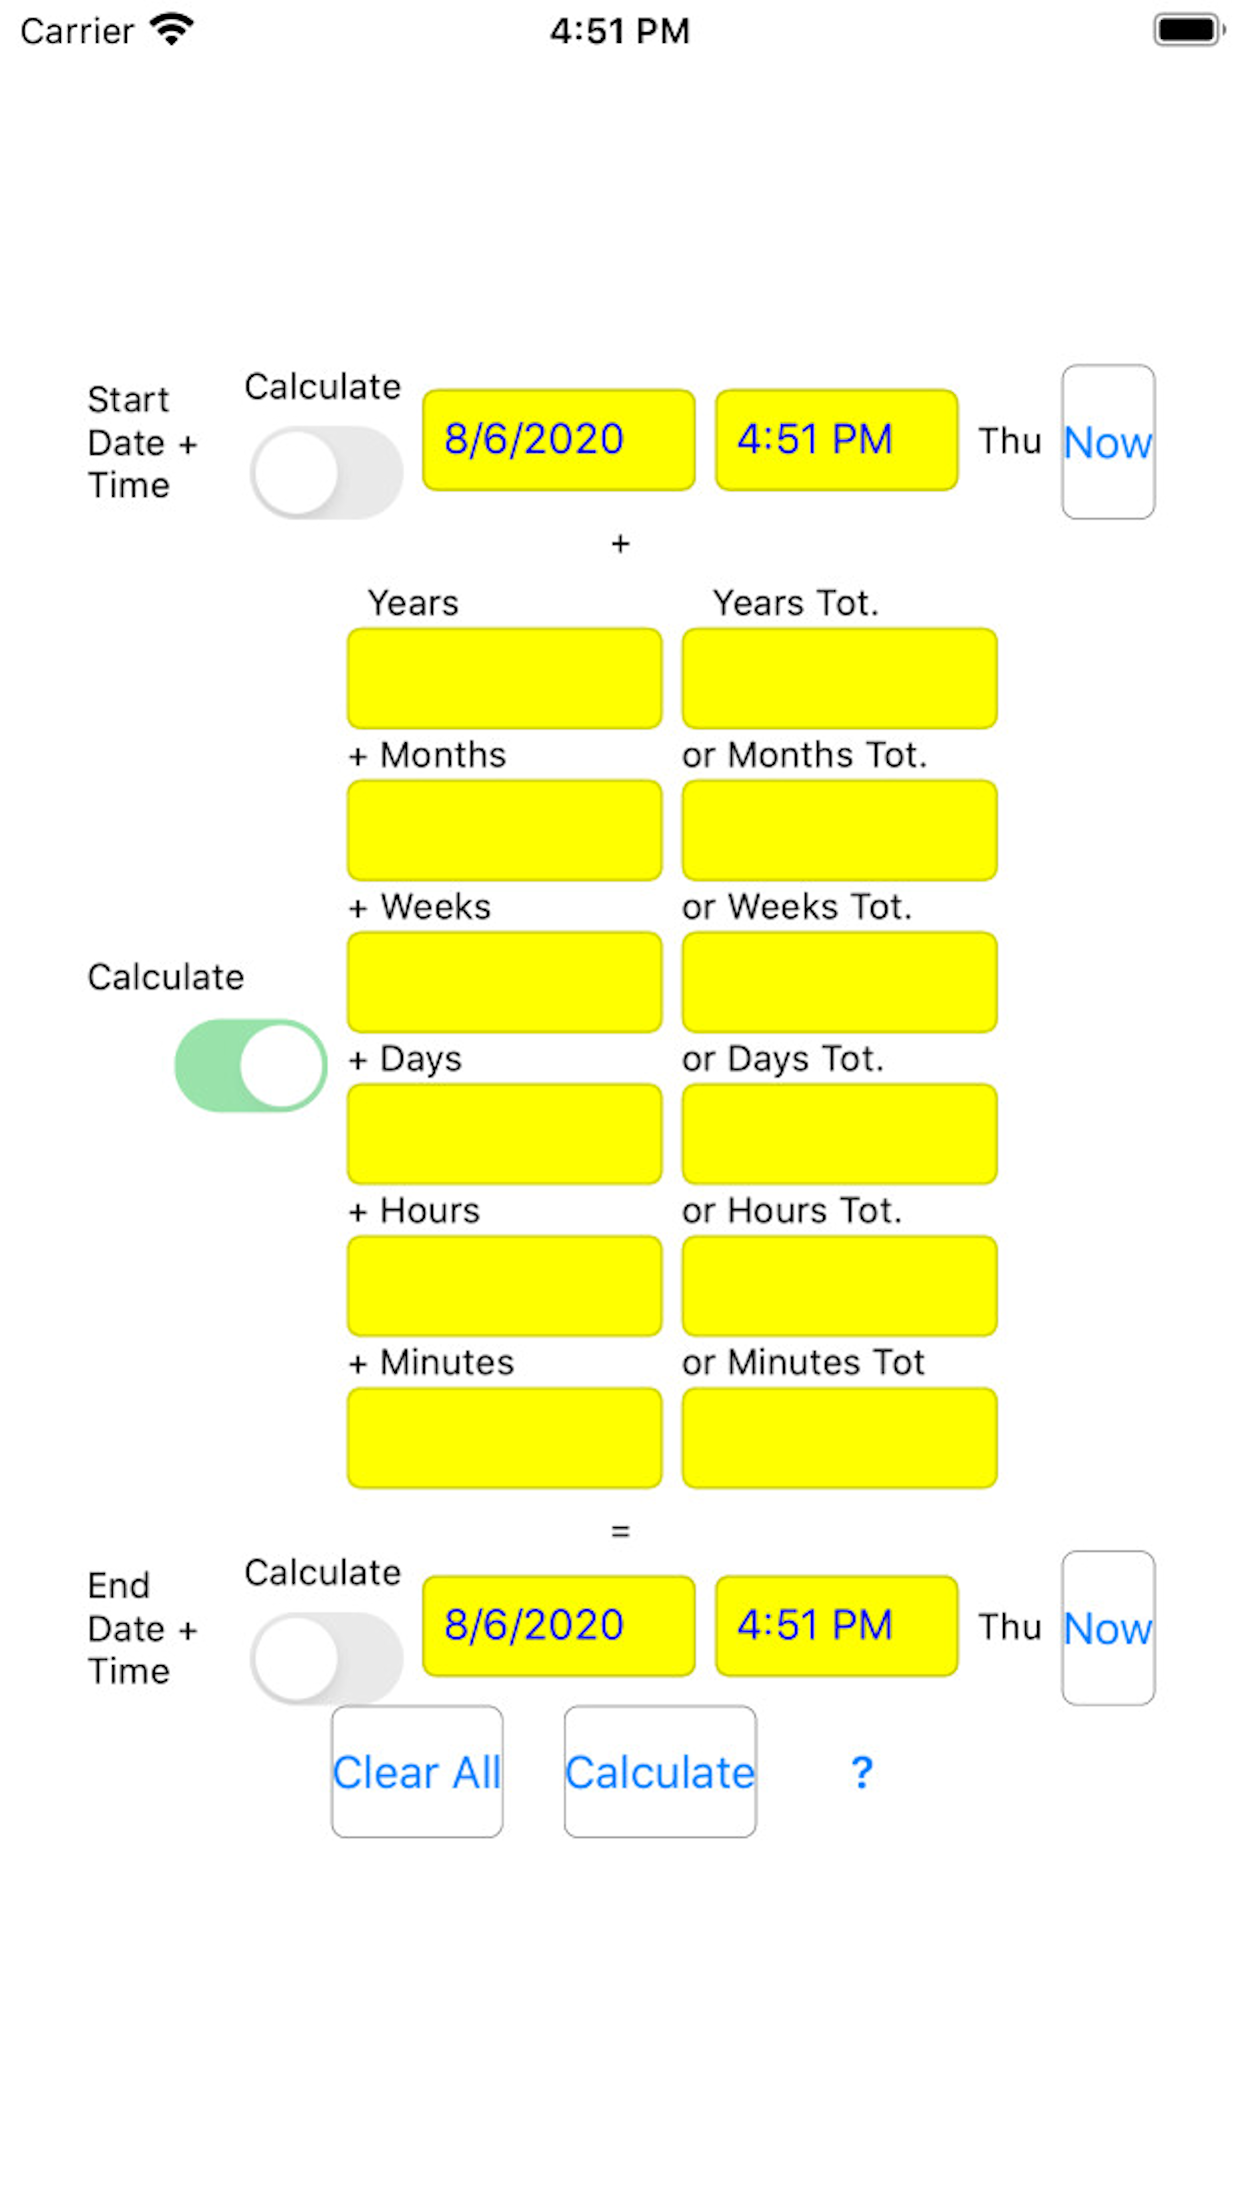 Carrier 4:51 PM
Calculate
Start
Date +
Time
8/6/2020 4:51 PM Thu Now
+
Years Years Tot.
+ Months or Months Tot.
+ Weeks or Weeks Tot.
Calculate
+ Days or Days Tot.
+ Hours or Hours Tot.
+ Minutes or Minutes Tot
=
Calculate
End
Date +
Time
8/6/2020 4:51 PM Thu Now
Clear All Calculate ?